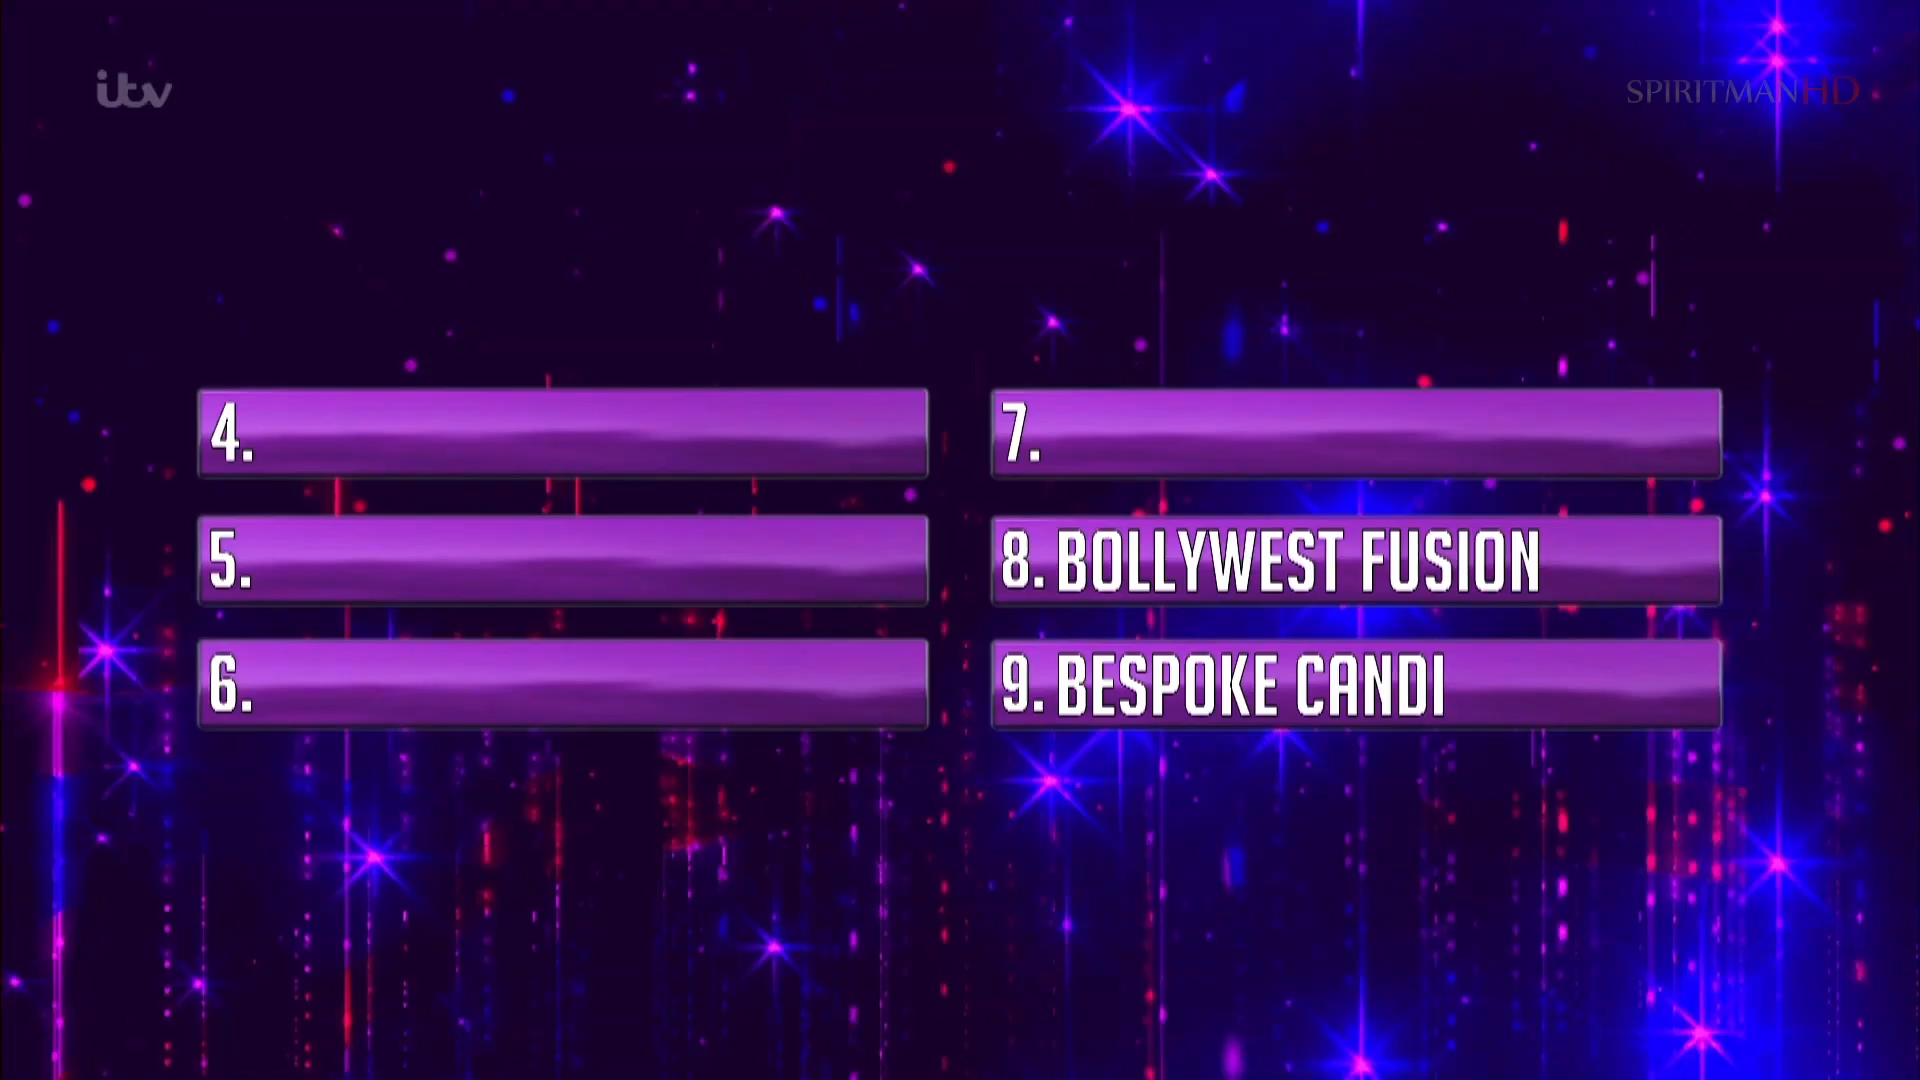 itv
SPIRITMANHD
4.
5.
6.
7.
8. BOLLYWEST FUSION
9. BESPOKE CANDI